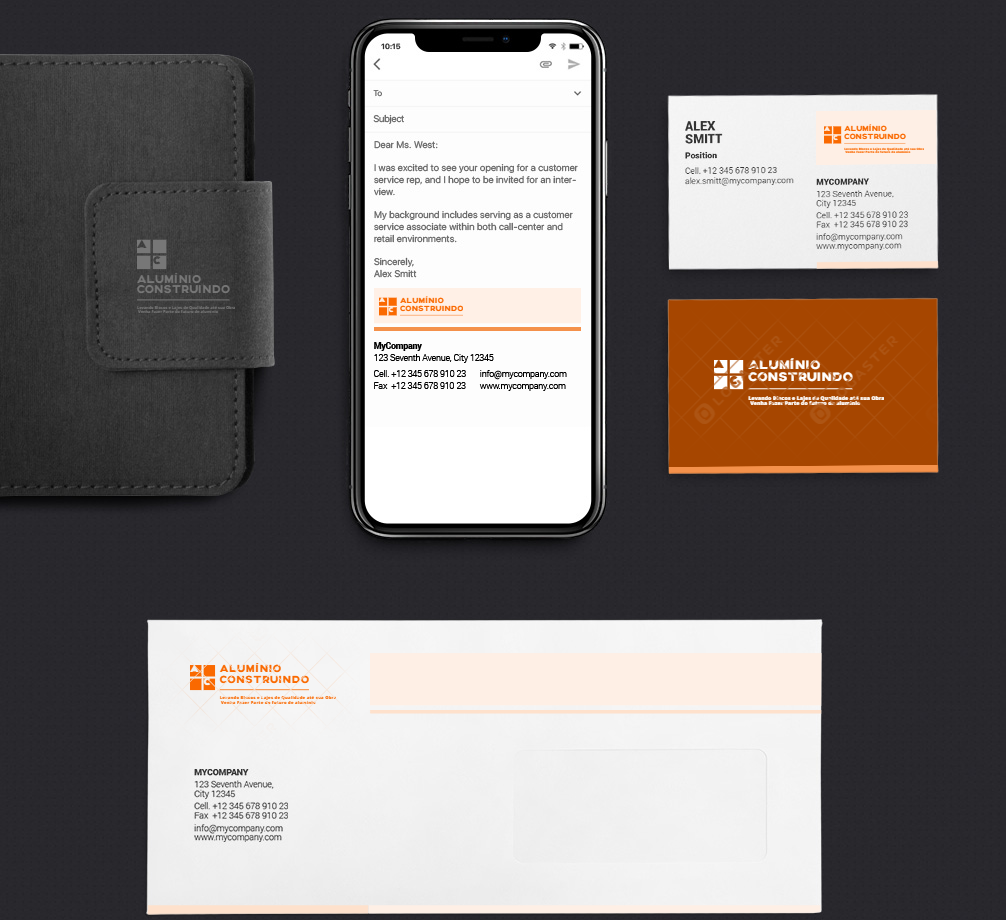 ALUMÍNIO
CONSTRUINDO
Levando Blocos e Lajes de Qualidade até sua Obra
Venha Fazer Parte do futuro do alumínio
10:15
To
Subject
Dear Ms. West:
I was excited to see your opening for a customer
service rep, and I hope to be invited for an inter-
view.
My background includes serving as a customer
service associate within both call-center and
retail environments.
Sincerely,
Alex Smitt
ALUMÍNIO
CONSTRUINDO
MyCompany
123 Seventh Avenue, City 12345
Cell. +12 345 678 910 23 info@mycompany.com
Fax +12 345 678 910 23 www.mycompany.com
ALEX
SMITT
Position
Cell. +12 345 678 910 23
alex.smitt@mycompany.com
ALUMÍNIO
CONSTRUINDO
Levando Blocos e Lajes de Qualidade até sua Obra
Venha Fazer Parte do futuro do alumínio
MYCOMPANY
123 Seventh Avenue,
City 12345
Cell. +12 345 678 910 23
Fax +12 345 678 910 23
info@mycompany.com
www.mycompany.com
ALUMÍNIO
CONSTRUINDO
Levando Blocos e Lajes de Qualidade até sua Obra
Venha Fazer Parte do futuro do alumínio
ALUMÍNIO
CONSTRUINDO
Levando Blocos e Lajes de Qualidade até sua Obra
Venha Fazer Parte do futuro do alumínio
MYCOMPANY
123 Seventh Avenue,
City 12345
Cell. +12 345 678 910 23
Fax +12 345 678 910 23
info@mycompany.com
www.mycompany.com